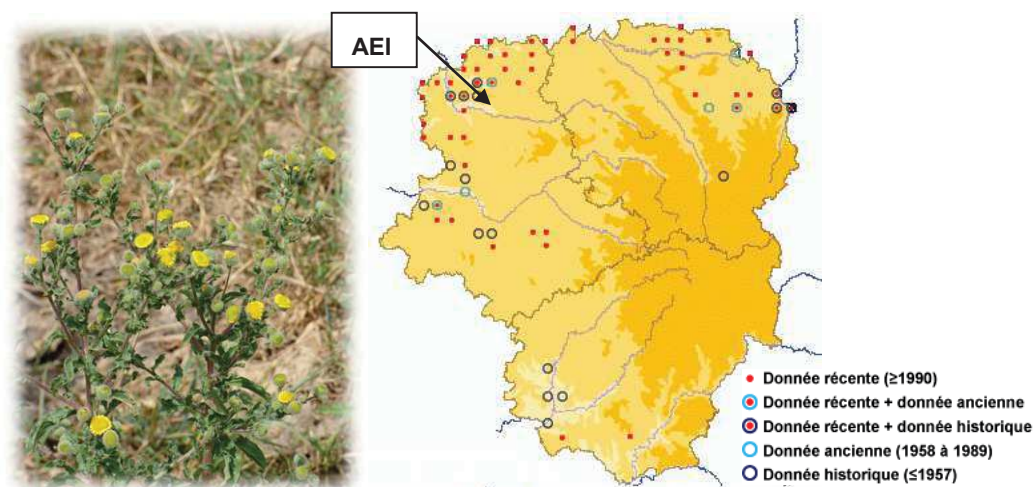 AEI
Donnée récente (≥1990)
Donnée récente + donnée ancienne
Donnée récente + donnée historique
Donnée ancienne (1958 à 1989)
Donnée historique (≤1957)